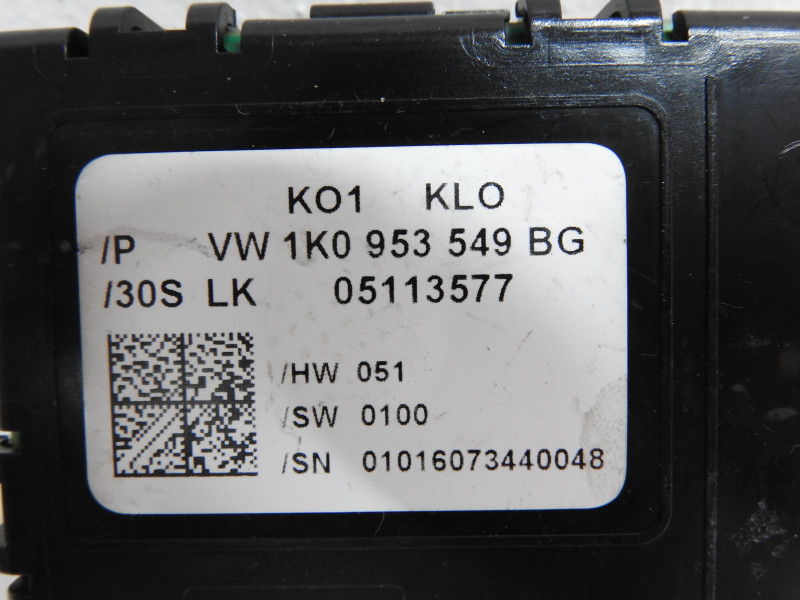 KO1 KLO
/P VW 1K0 953 549 BG
/30S LK 05113577
/HW 051
/SW 0100
/SN 01016073440048